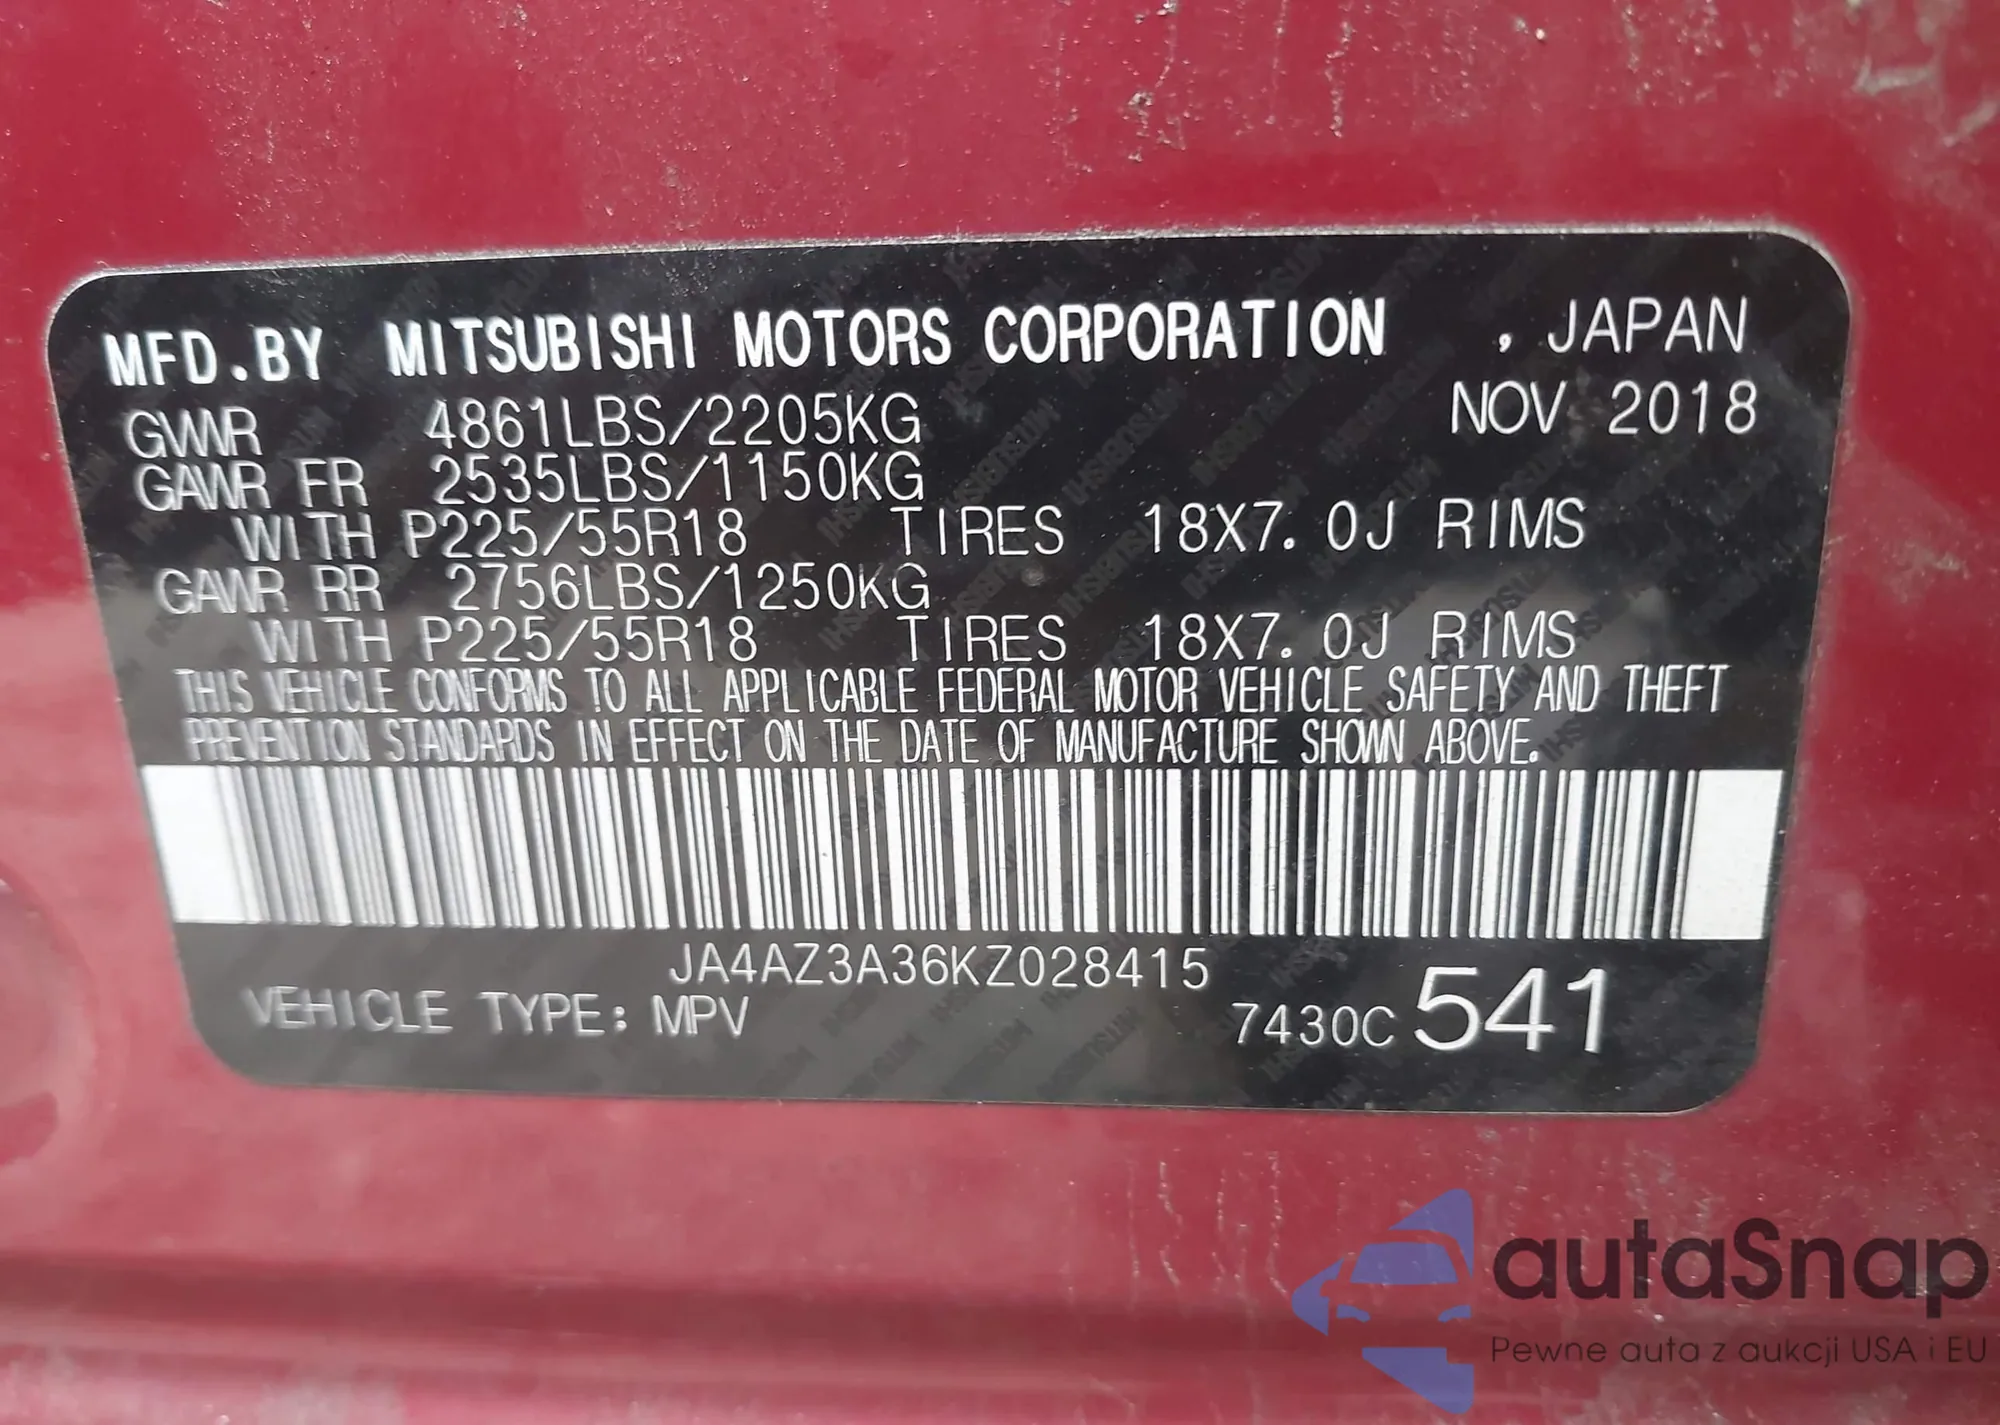 MFD.BY MITSUBISHI MOTORS CORPORATION , JAPAN
GVWR 4861LBS/2205KG NOV 2018
GAWR FR 2535LBS/1150KG
WITH P225/55R18 TIRES 18X7.0J RIMS
GAWR RR 2756LBS/1250KG
WITH P225/55R18 TIRES 18X7.0J RIMS
THIS VEHICLE CONFORMS TO ALL APPLICABLE FEDERAL MOTOR VEHICLE SAFETY AND THEFT
PREVENTION STANDARDS IN EFFECT ON THE DATE OF MANUFACTURE SHOWN ABOVE.
JA4AZ3A36KZ028415
VEHICLE TYPE: MPV 7430C 541
autaSnap
Pewne auta z aukcji USA i EU